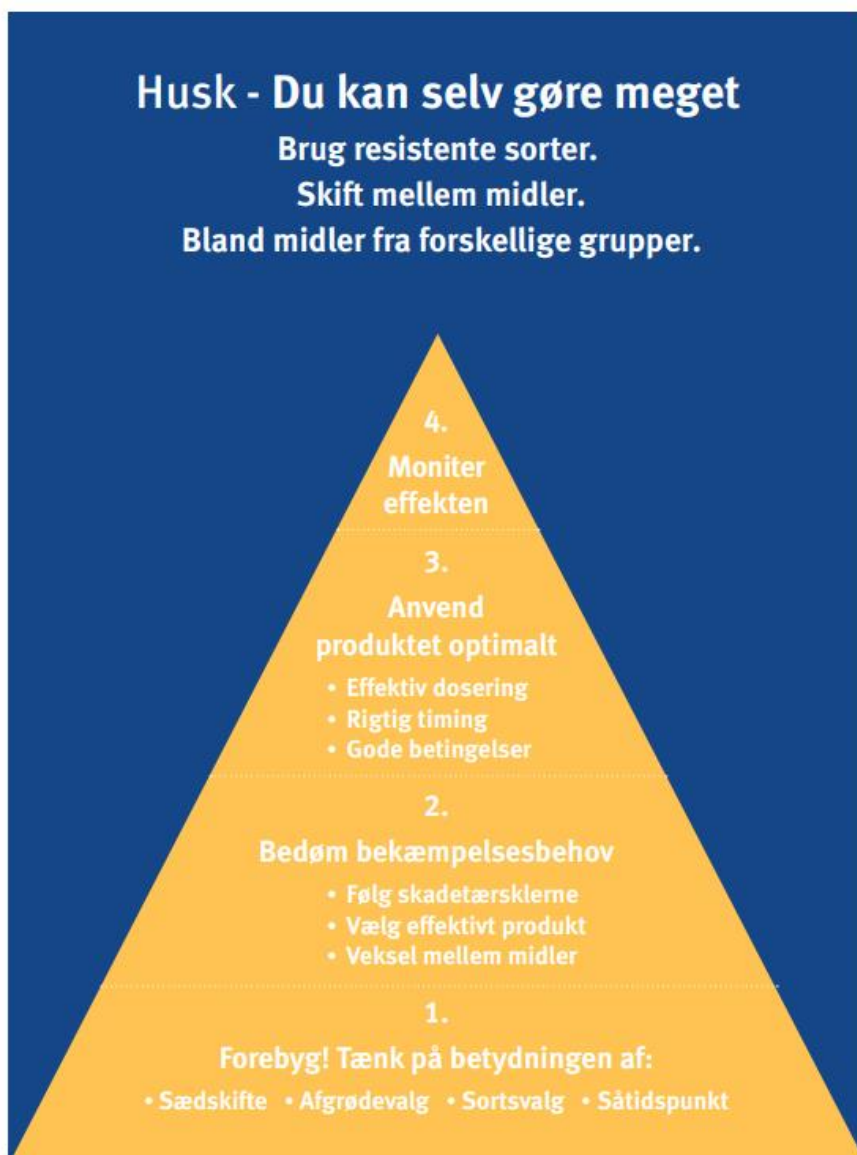 Husk - Du kan selv gøre meget
Brug resistente sorter.
Skift mellem midler.
Bland midler fra forskellige grupper.
4.
Moniter
effekten
3.
Anvend
produktet optimalt
• Effektiv dosering
• Rigtig timing
• Gode betingelser
2.
Bedøm bekæmpelsesbehov
• Følg skadetærsklerne
• Vælg effektivt produkt
• Veksel mellem midler
1.
Forebyg! Tænk på betydningen af:
• Sædskifte • Afgrødevalg • Sortsvalg • Såtidspunkt